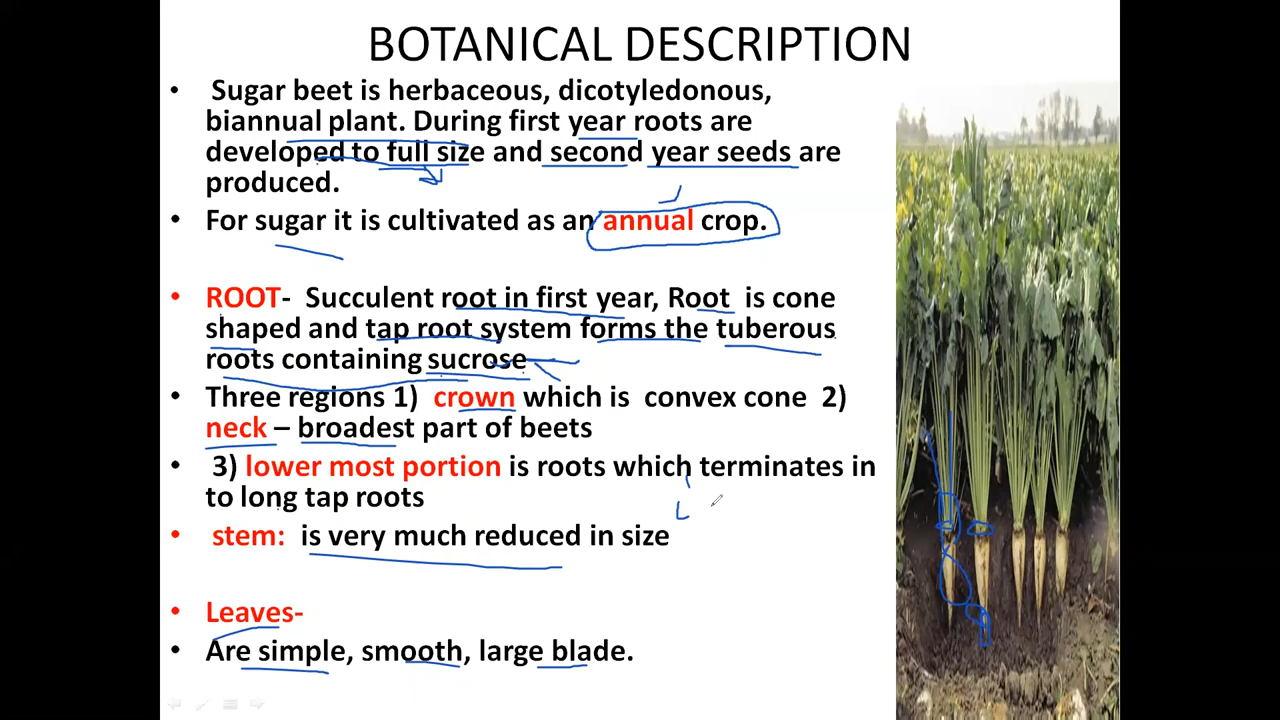 BOTANICAL DESCRIPTION
• Sugar beet is herbaceous, dicotyledonous,
biannual plant. During first year roots are
developed to full size and second year seeds are
produced.
• For sugar it is cultivated as an annual crop.
• ROOT- Succulent root in first year, Root is cone
shaped and tap root system forms the tuberous
roots containing sucrose.
• Three regions 1) crown which is convex cone 2)
neck – broadest part of beets
• 3) lower most portion is roots which terminates in
to long tap roots
• stem: is very much reduced in size
• Leaves-
• Are simple, smooth, large blade.